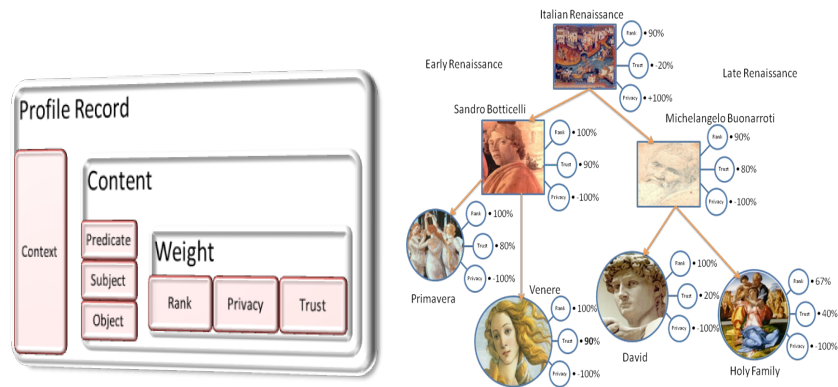 Profile Record
Context
Content
Predicate
Subject
Object
Weight
Rank
Privacy
Trust
Italian Renaissance
Rank • 90%
Trust • -20%
Privacy • +100%
Early Renaissance
Late Renaissance
Sandro Botticelli
Rank • 100%
Trust • 90%
Privacy • -100%
Michelangelo Buonarroti
Rank • 90%
Trust • 80%
Privacy • -100%
Primavera
Rank • 100%
Trust • 80%
Privacy • -100%
Venere
Rank • 100%
Trust • 90%
Privacy • -100%
David
Rank • 100%
Trust • 20%
Privacy • -100%
Holy Family
Rank • 67%
Trust • 40%
Privacy • -100%